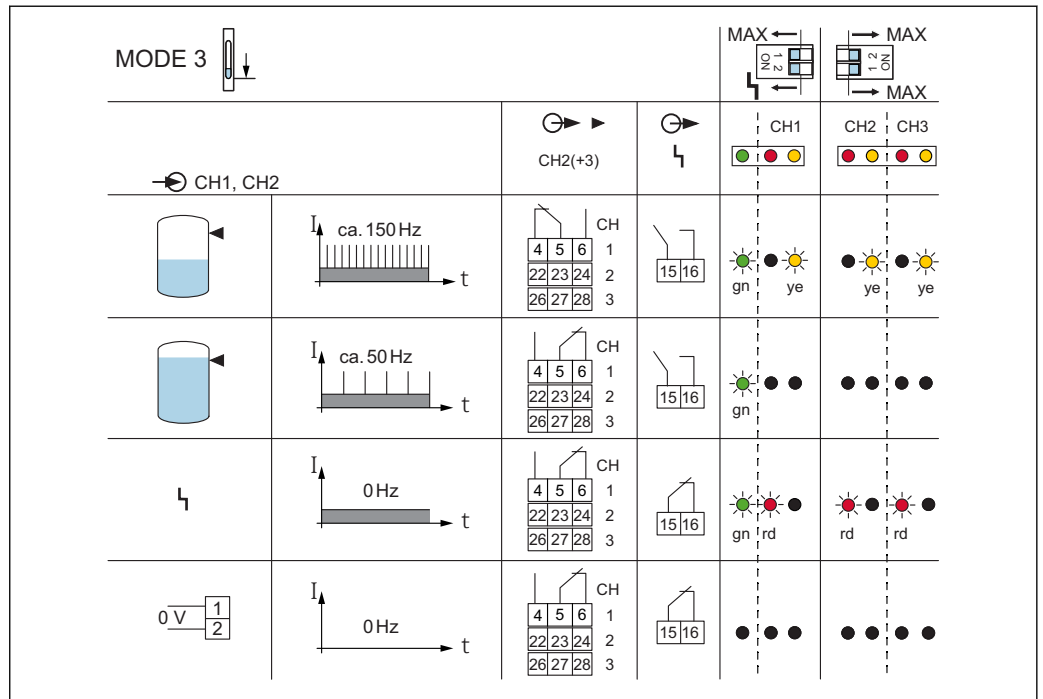 MODE 3
MAX
1 2
ON
MAX
1 2
ON
MAX
CH2(+3)
CH1
CH2
CH3
CH1, CH2
I
ca. 150 Hz
t
CH
4 5 6 1
22 23 24 2
26 27 28 3
15 16
gn
ye
ye
ye
I
ca. 50 Hz
t
CH
4 5 6 1
22 23 24 2
26 27 28 3
15 16
gn
I
0 Hz
t
CH
4 5 6 1
22 23 24 2
26 27 28 3
15 16
gn
rd
rd
rd
0 V
1
2
I
0 Hz
t
CH
4 5 6 1
22 23 24 2
26 27 28 3
15 16